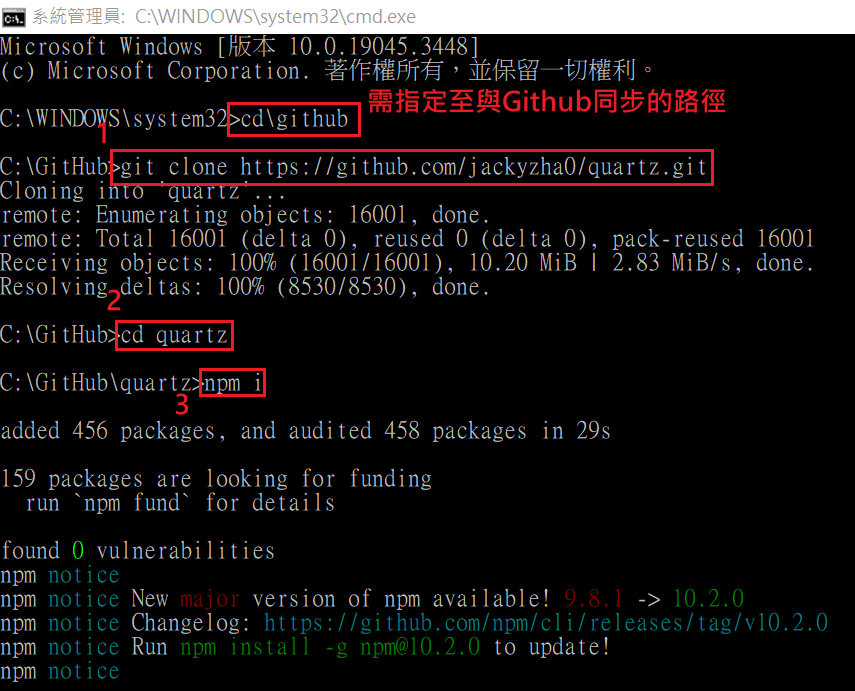 系統管理員: C:\WINDOWS\system32\cmd.exe
Microsoft Windows [版本 10.0.19045.3448]
(c) Microsoft Corporation. 著作權所有，並保留一切權利。
C:\WINDOWS\system32>cd\github
需指定至與Github同步的路徑
1
C:\GitHub>git clone https://github.com/jackyzha0/quartz.git
Cloning into 'quartz'...
remote: Enumerating objects: 16001, done.
remote: Total 16001 (delta 0), reused 0 (delta 0), pack-reused 16001
Receiving objects: 100% (16001/16001), 10.20 MiB | 2.83 MiB/s, done.
Resolving deltas: 100% (8530/8530), done.
2
C:\GitHub>cd quartz
C:\GitHub\quartz>npm i
3
added 456 packages, and audited 458 packages in 29s
159 packages are looking for funding
  run `npm fund` for details
found 0 vulnerabilities
npm notice
npm notice New major version of npm available! 9.8.1 -> 10.2.0
npm notice Changelog: https://github.com/npm/cli/releases/tag/v10.2.0
npm notice Run npm install -g npm@10.2.0 to update!
npm notice